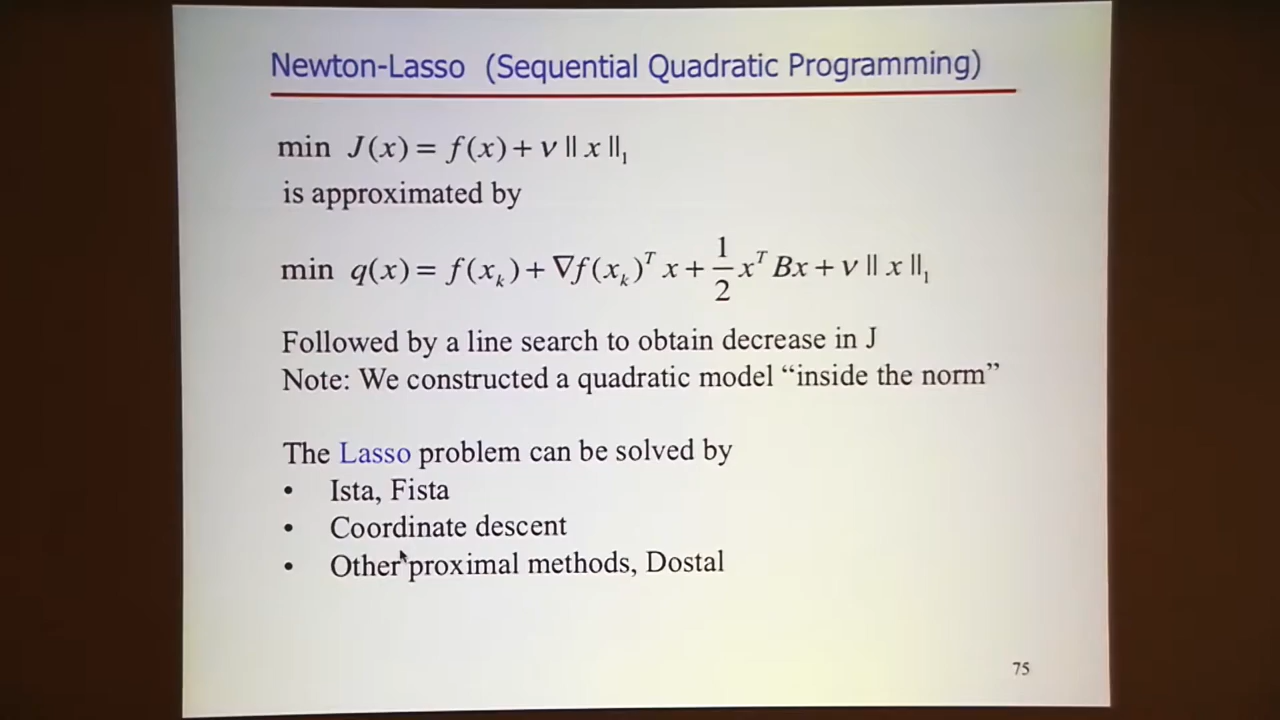 Newton-Lasso (Sequential Quadratic Programming)
min J(x) = f(x) + ν || x ||₁
is approximated by
min q(x) = f(xₖ) + ∇f(xₖ)ᵀ x + 1/2 xᵀ Bx + ν || x ||₁
Followed by a line search to obtain decrease in J
Note: We constructed a quadratic model “inside the norm”
The Lasso problem can be solved by
• Ista, Fista
• Coordinate descent
• Other proximal methods, Dostal
75